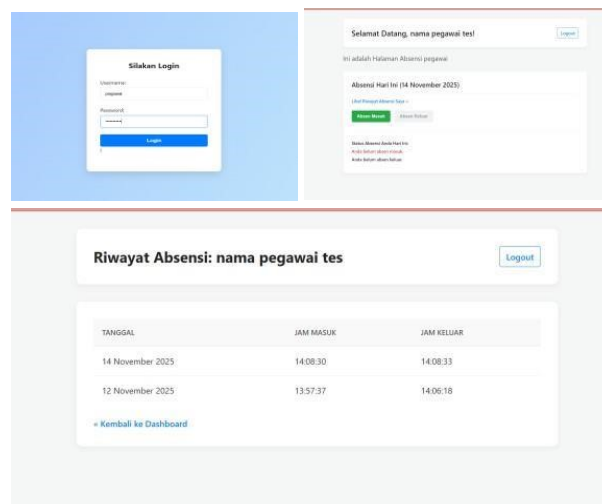 Silakan Login
Username:
pegawai
Password:
Login
Selamat Datang, nama pegawai tes!
Logout
Ini adalah Halaman Absensi pegawai
Absensi Hari Ini (14 November 2025)
Lihat Riwayat Absensi Saya »
Absen Masuk
Absen Keluar
Status Absensi Anda Hari Ini:
Anda belum absen masuk.
Anda belum absen keluar.
Riwayat Absensi: nama pegawai tes
Logout
TANGGAL JAM MASUK JAM KELUAR
14 November 2025 14:08:30 14:08:33
12 November 2025 13:57:37 14:06:18
« Kembali ke Dashboard